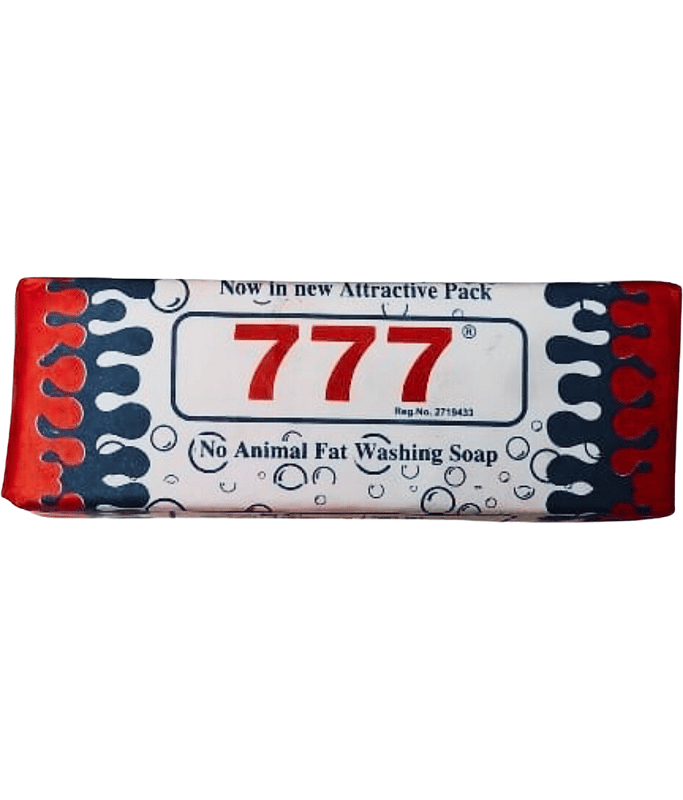 Now in new Attractive Pack
777®
Reg.No. 2719433
No Animal Fat Washing Soap